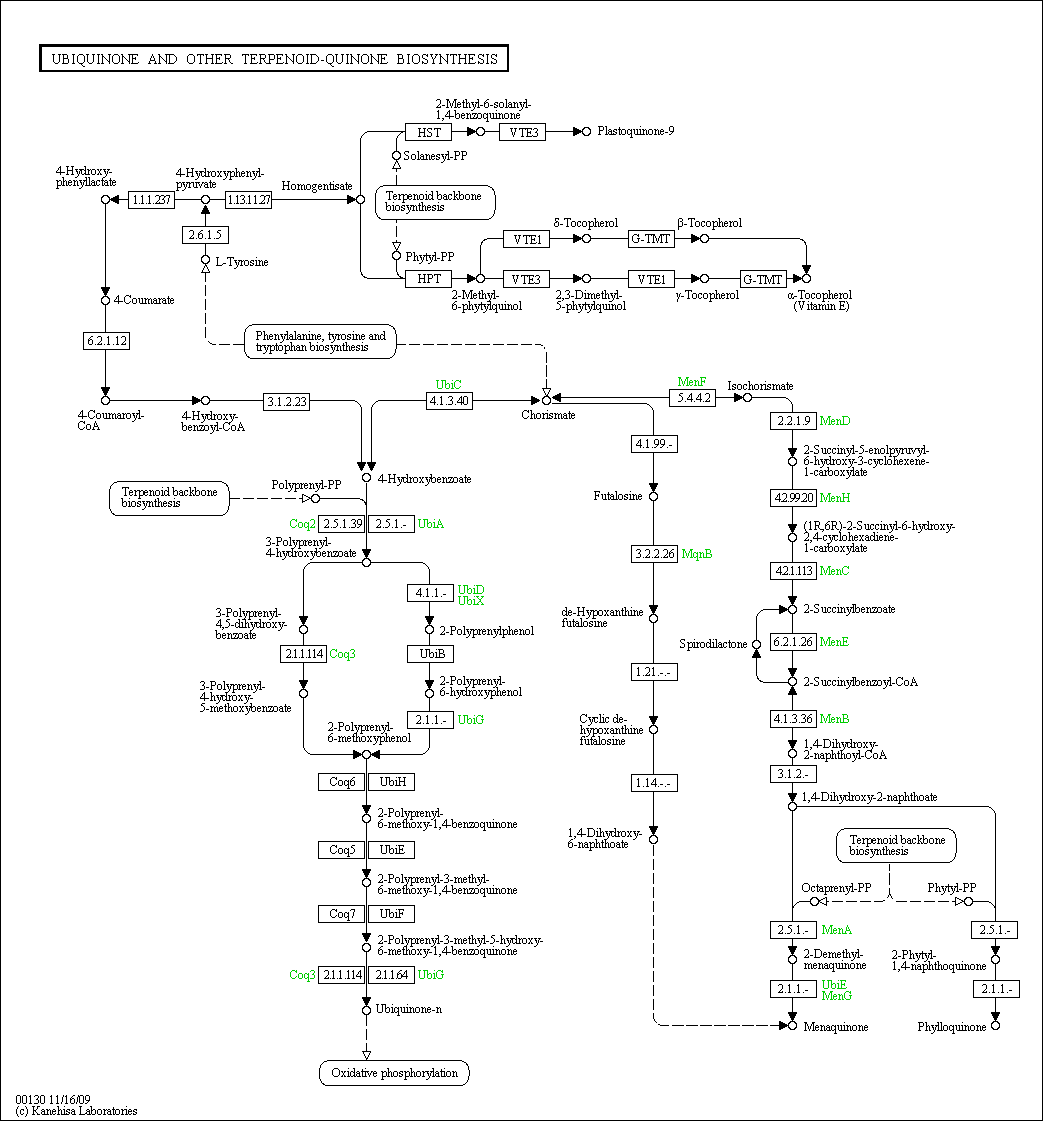 UBIQUINONE AND OTHER TERPENOID-QUINONE BIOSYNTHESIS
2-Methyl-6-solanyl-
1,4-benzoquinone
HST
VTE3
Plastoquinone-9
Solanesyl-PP
4-Hydroxy-
phenyllactate
4-Hydroxyphenyl-
pyruvate
Homogentisate
1.1.1.237
1.13.11.27
Terpenoid backbone
biosynthesis
2.6.1.5
L-Tyrosine
δ-Tocopherol
β-Tocopherol
VTE1
G-TMT
Phytyl-PP
HPT
VTE3
VTE1
G-TMT
2-Methyl-
6-phytylquinol
2,3-Dimethyl-
5-phytylquinol
γ-Tocopherol
α-Tocopherol
(Vitamin E)
4-Coumarate
6.2.1.12
Phenylalanine, tyrosine and
tryptophan biosynthesis
4-Coumaroyl-
CoA
4-Hydroxy-
benzoyl-CoA
3.1.2.23
UbiC
4.1.3.40
Chorismate
MenF
5.4.4.2
Isochorismate
2.2.1.9
MenD
4.1.99.-
2-Succinyl-5-enolpyruvyl-
6-hydroxy-3-cyclohexene-
1-carboxylate
4-Hydroxybenzoate
Polyprenyl-PP
Terpenoid backbone
biosynthesis
Futalosine
4.2.99.20
MenH
Coq2
2.5.1.39
2.5.1.-
UbiA
(1R,6R)-2-Succinyl-6-hydroxy-
2,4-cyclohexadiene-
1-carboxylate
3-Polyprenyl-
4-hydroxybenzoate
3.2.2.26
MqnB
4.2.1.113
MenC
4.1.1.-
UbiD
UbiX
3-Polyprenyl-
4,5-dihydroxy-
benzoate
2-Polyprenylphenol
de-Hypoxanthine
futalosine
2-Succinylbenzoate
2.1.1.114
Coq3
UbiB
Spirodilactone
6.2.1.26
MenE
1.21.-.-
3-Polyprenyl-
4-hydroxy-
5-methoxybenzoate
2-Polyprenyl-
6-hydroxyphenol
2-Succinylbenzoyl-CoA
2.1.1.-
UbiG
4.1.3.36
MenB
2-Polyprenyl-
6-methoxyphenol
Cyclic de-
hypoxanthine
futalosine
1,4-Dihydroxy-
2-naphthoyl-CoA
Coq6
UbiH
1.14.-.-
3.1.2.-
1,4-Dihydroxy-2-naphthoate
2-Polyprenyl-
6-methoxy-1,4-benzoquinone
1,4-Dihydroxy-
6-naphthoate
Terpenoid backbone
biosynthesis
Coq5
UbiE
2-Polyprenyl-3-methyl-
6-methoxy-1,4-benzoquinone
Octaprenyl-PP
Phytyl-PP
Coq7
UbiF
2.5.1.-
MenA
2.5.1.-
2-Polyprenyl-3-methyl-5-hydroxy-
6-methoxy-1,4-benzoquinone
2-Demethyl-
menaquinone
2-Phytyl-
1,4-naphthoquinone
Coq3
2.1.1.114
2.1.1.64
UbiG
2.1.1.-
UbiE
MenG
2.1.1.-
Ubiquinone-n
Menaquinone
Phylloquinone
Oxidative phosphorylation
00130 11/16/09
(c) Kanehisa Laboratories